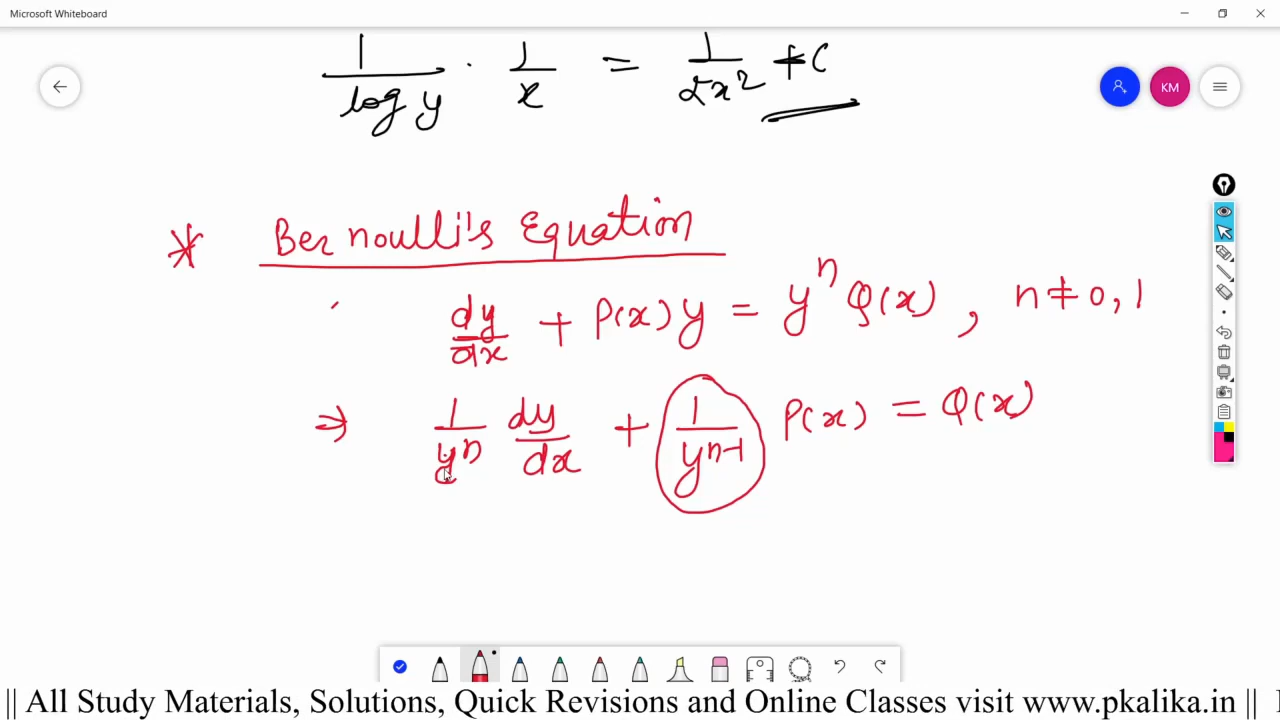 Microsoft Whiteboard
1/log y · 1/x = 1/2x² + C
KM
* Bernoulli's Equation
dy/dx + P(x) y = yⁿ Q(x) , n ≠ 0, 1
⇒ 1/yⁿ dy/dx + 1/yⁿ⁻¹ P(x) = Q(x)
|| All Study Materials, Solutions, Quick Revisions and Online Classes visit www.pkalika.in ||